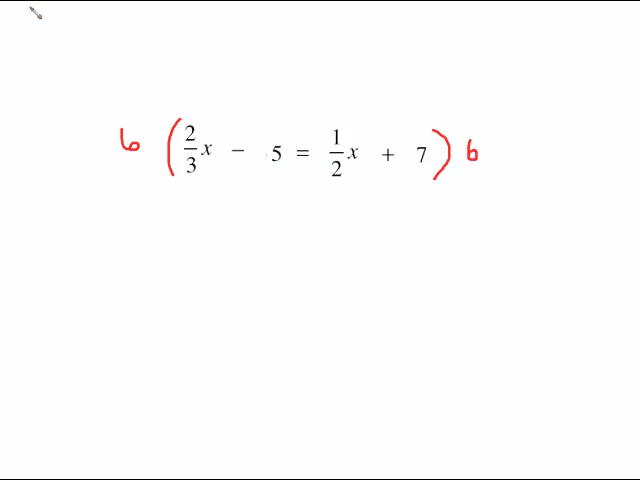 6 (2/3x − 5 = 1/2x + 7) 6